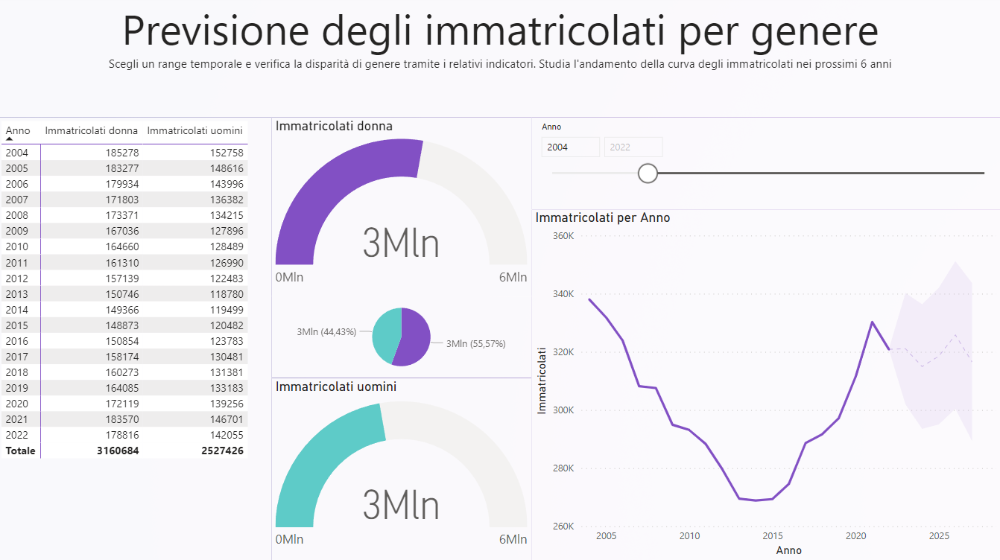 Previsione degli immatricolati per genere
Scegli un range temporale e verifica la disparità di genere tramite i relativi indicatori. Studia l'andamento della curva degli immatricolati nei prossimi 6 anni
Anno Immatricolati donna Immatricolati uomini
2004 185278 152758
2005 183277 148616
2006 179934 143996
2007 171803 136382
2008 173371 134215
2009 167036 127896
2010 164660 128489
2011 161310 126990
2012 157139 122483
2013 150746 118780
2014 149366 119499
2015 148873 120482
2016 150854 123783
2017 158174 130481
2018 160273 131381
2019 164085 133183
2020 172119 139256
2021 183570 146701
2022 178816 142055
Totale 3160684 2527426
Immatricolati donna
3Mln
0Mln 6Mln
3Mln (44,43%)
3Mln (55,57%)
Immatricolati uomini
3Mln
0Mln 6Mln
Anno
2004 2022
Immatricolati per Anno
360K
340K
320K
300K
280K
260K
Immatricolati
2005 2010 2015 2020 2025
Anno